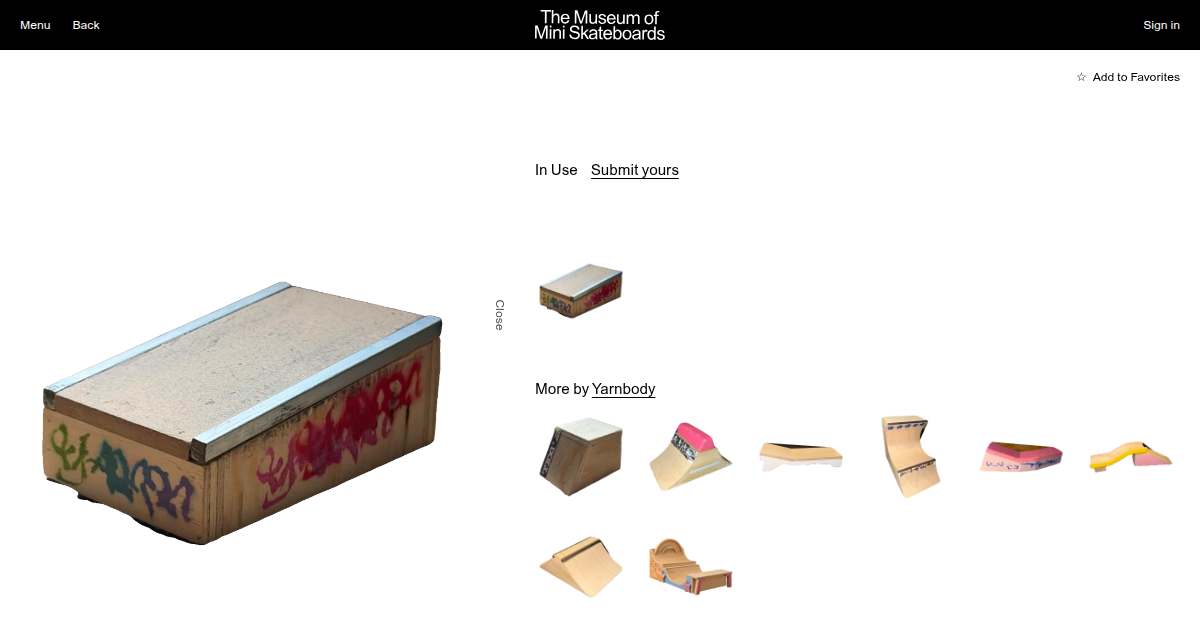 Menu
Back
The Museum of
Mini Skateboards
Sign in
☆ Add to Favorites
In Use
Submit yours
Close
More by Yarnbody